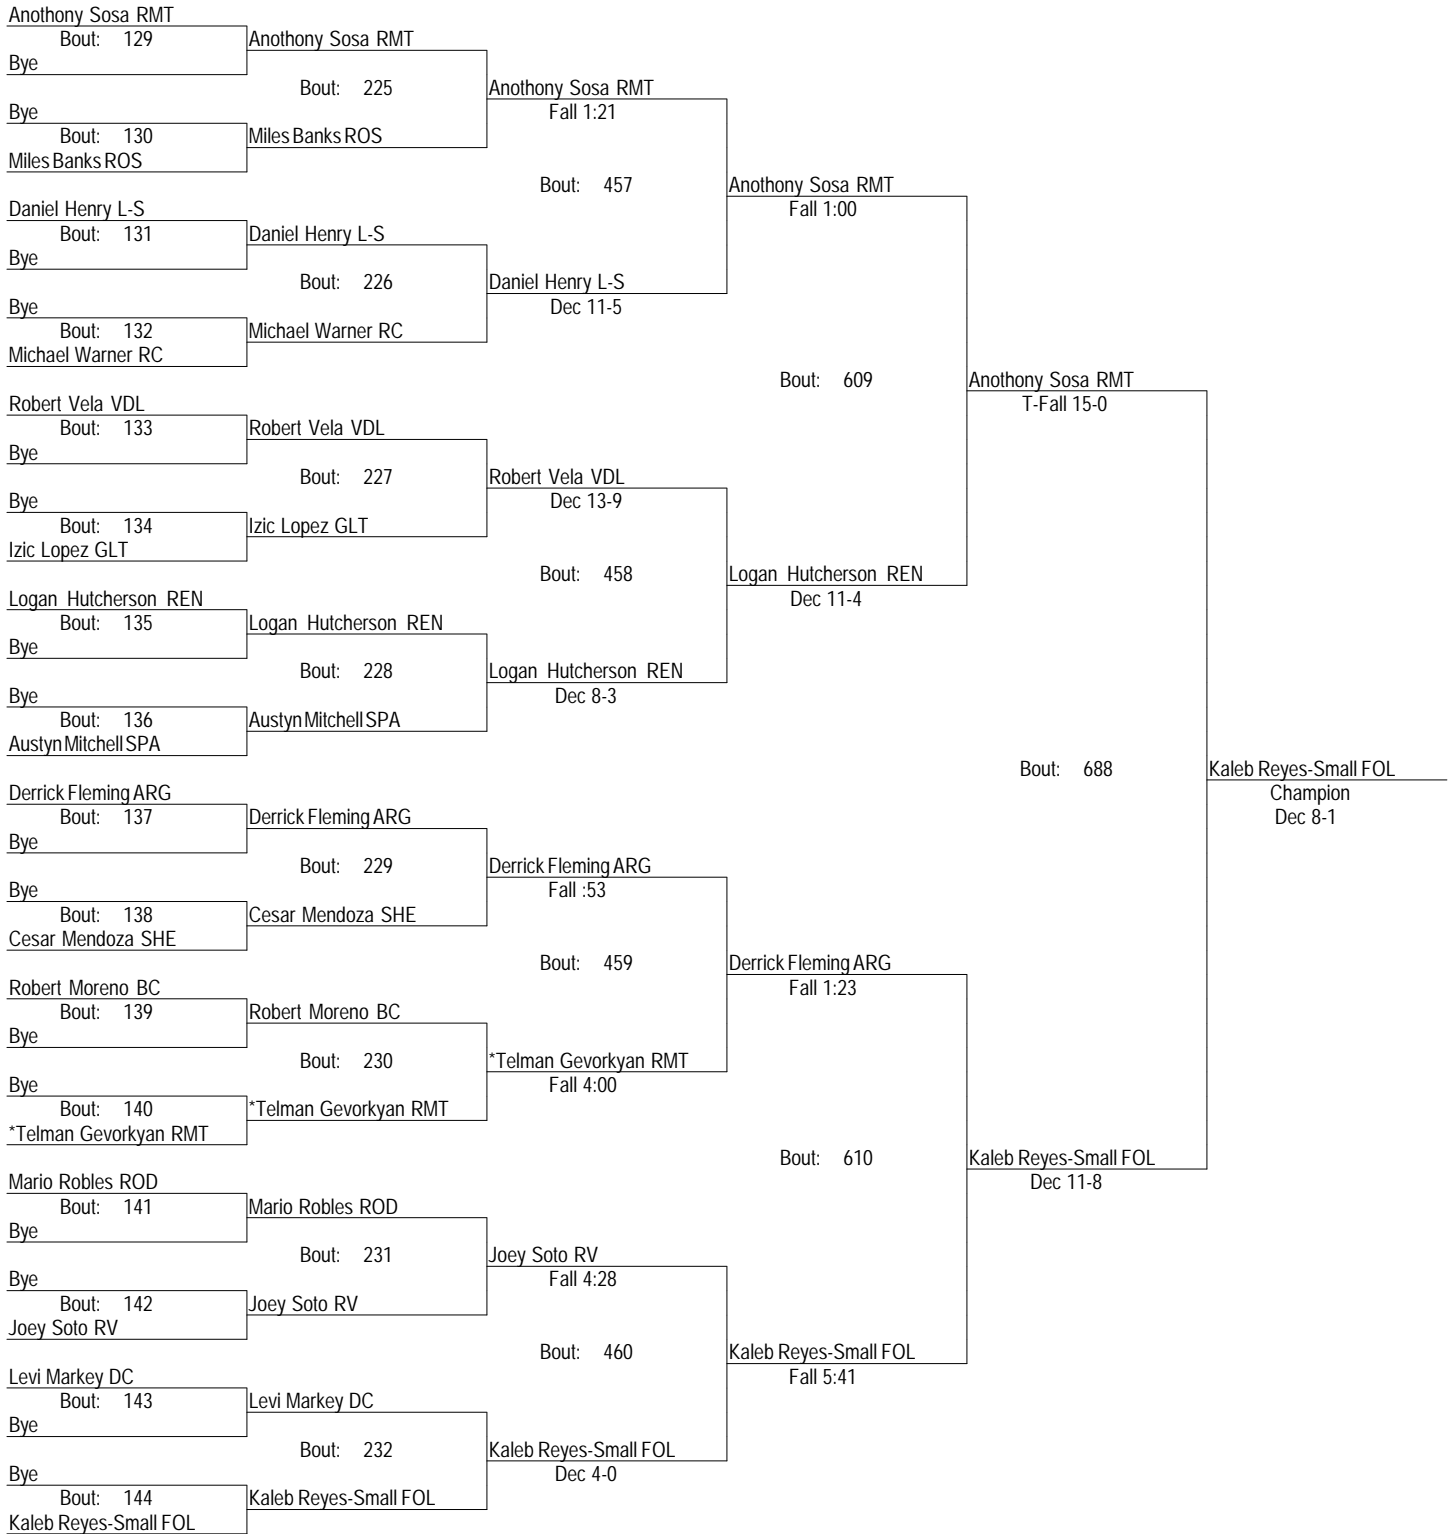 Anothony Sosa RMT
Bout: 129
Anothony Sosa RMT
Bye
Bout: 225
Anothony Sosa RMT
Bye
Fall 1:21
Bout: 130
Miles Banks ROS
Miles Banks ROS
Bout: 457
Anothony Sosa RMT
Daniel Henry L-S
Fall 1:00
Bout: 131
Daniel Henry L-S
Bye
Bout: 226
Daniel Henry L-S
Bye
Dec 11-5
Bout: 132
Michael Warner RC
Michael Warner RC
Bout: 609
Anothony Sosa RMT
Robert Vela VDL
T-Fall 15-0
Bout: 133
Robert Vela VDL
Bye
Bout: 227
Robert Vela VDL
Bye
Dec 13-9
Bout: 134
Izic Lopez GLT
Izic Lopez GLT
Bout: 458
Logan Hutcherson REN
Logan Hutcherson REN
Dec 11-4
Bout: 135
Logan Hutcherson REN
Bye
Bout: 228
Logan Hutcherson REN
Bye
Dec 8-3
Bout: 136
Austyn Mitchell SPA
Austyn Mitchell SPA
Bout: 688
Kaleb Reyes-Small FOL
Derrick Fleming ARG
Champion
Bout: 137
Derrick Fleming ARG
Dec 8-1
Bye
Bout: 229
Derrick Fleming ARG
Bye
Fall :53
Bout: 138
Cesar Mendoza SHE
Cesar Mendoza SHE
Bout: 459
Derrick Fleming ARG
Robert Moreno BC
Fall 1:23
Bout: 139
Robert Moreno BC
Bye
Bout: 230
*Telman Gevorkyan RMT
Bye
Fall 4:00
Bout: 140
*Telman Gevorkyan RMT
*Telman Gevorkyan RMT
Bout: 610
Kaleb Reyes-Small FOL
Mario Robles ROD
Dec 11-8
Bout: 141
Mario Robles ROD
Bye
Bout: 231
Joey Soto RV
Bye
Fall 4:28
Bout: 142
Joey Soto RV
Joey Soto RV
Bout: 460
Kaleb Reyes-Small FOL
Levi Markey DC
Fall 5:41
Bout: 143
Levi Markey DC
Bye
Bout: 232
Kaleb Reyes-Small FOL
Bye
Dec 4-0
Bout: 144
Kaleb Reyes-Small FOL
Kaleb Reyes-Small FOL